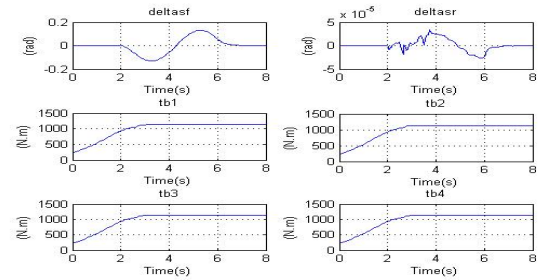 deltasf
0.2
0
-0.2
(rad)
0 2 4 6 8
Time(s)
x 10^-5
deltasr
5
0
-5
(rad)
0 2 4 6 8
Time(s)
tb1
1500
1000
500
0
(N.m)
0 2 4 6 8
Time(s)
tb2
1500
1000
500
0
(N.m)
0 2 4 6 8
Time(s)
tb3
1500
1000
500
0
(N.m)
0 2 4 6 8
Time(s)
tb4
1500
1000
500
0
(N.m)
0 2 4 6 8
Time(s)